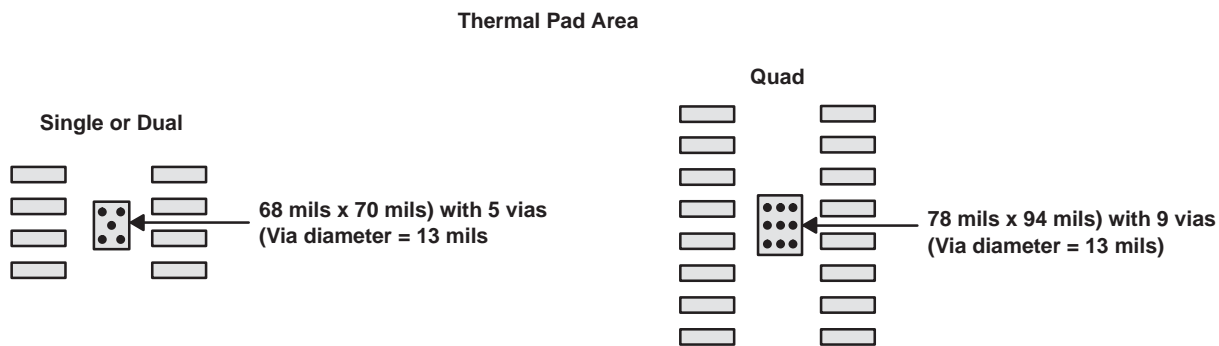 Thermal Pad Area
Single or Dual
68 mils x 70 mils) with 5 vias
(Via diameter = 13 mils
Quad
78 mils x 94 mils) with 9 vias
(Via diameter = 13 mils)